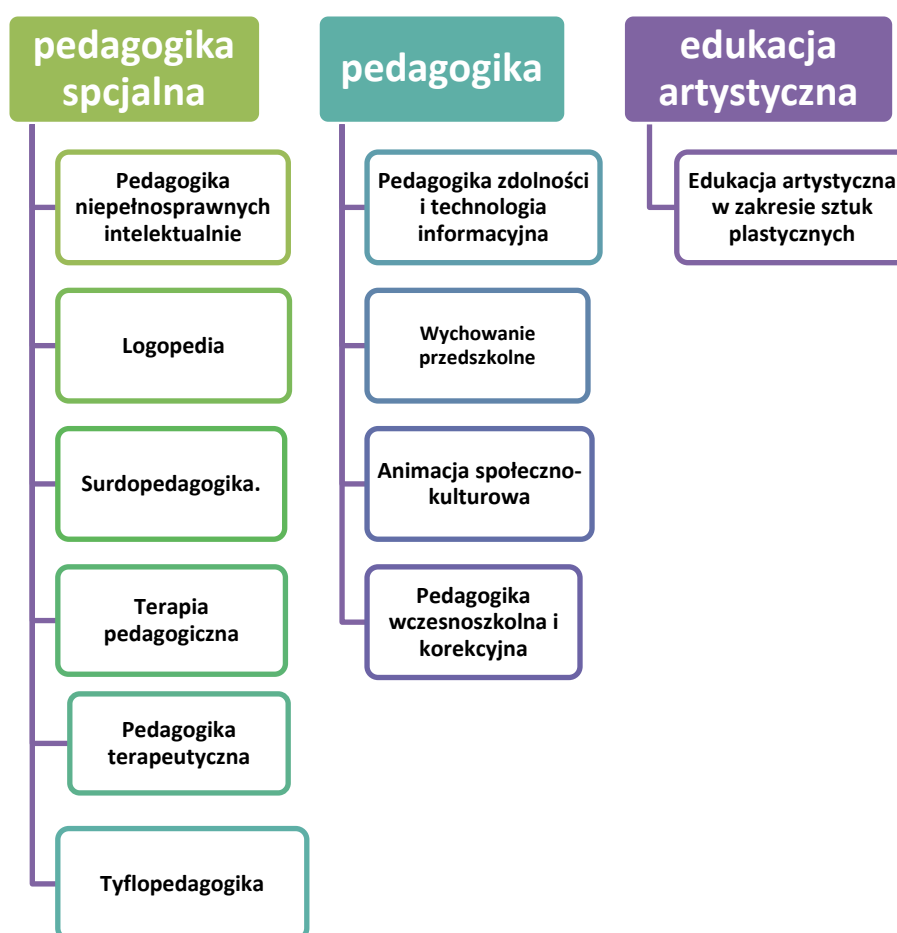 pedagogika
spcjalna
Pedagogika
niepełnosprawnych
intelektualnie
Logopedia
Surdopedagogika.
Terapia
pedagogiczna
Pedagogika
terapeutyczna
Tyflopedagogika
pedagogika
Pedagogika zdolności
i technologia
informacyjna
Wychowanie
przedszkolne
Animacja społeczno-
kulturowa
Pedagogika
wczesnoszkolna i
korekcyjna
edukacja
artystyczna
Edukacja artystyczna
w zakresie sztuk
plastycznych